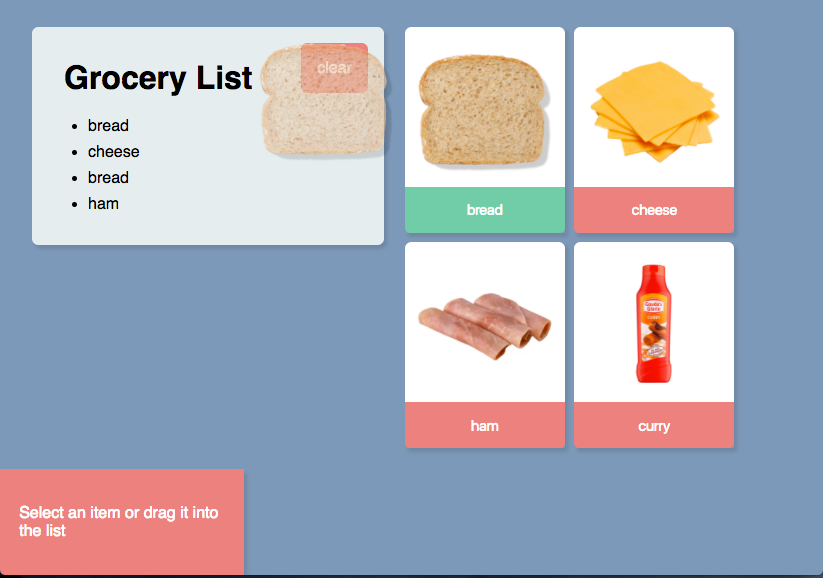 Grocery List
clear
bread
cheese
bread
ham
bread
cheese
ham
curry
Select an item or drag it into
the list